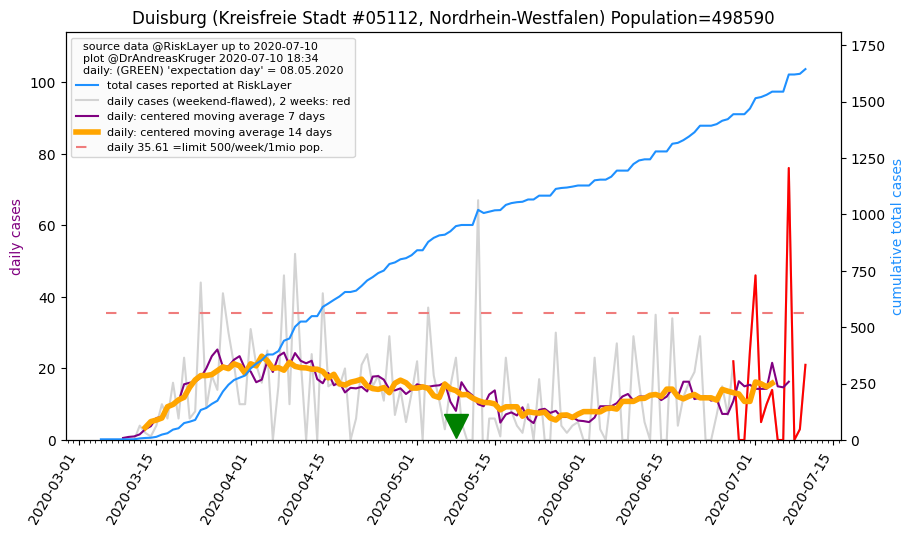 Duisburg (Kreisfreie Stadt #05112, Nordrhein-Westfalen) Population=498590
source data @RiskLayer up to 2020-07-10
plot @DrAndreasKruger 2020-07-10 18:34
daily: (GREEN) 'expectation day' = 08.05.2020
total cases reported at RiskLayer
daily cases (weekend-flawed), 2 weeks: red
daily: centered moving average 7 days
daily: centered moving average 14 days
daily 35.61 =limit 500/week/1mio pop.
daily cases
100
80
60
40
20
0
cumulative total cases
1750
1500
1250
1000
750
500
250
0
2020-03-01
2020-03-15
2020-04-01
2020-04-15
2020-05-01
2020-05-15
2020-06-01
2020-06-15
2020-07-01
2020-07-15